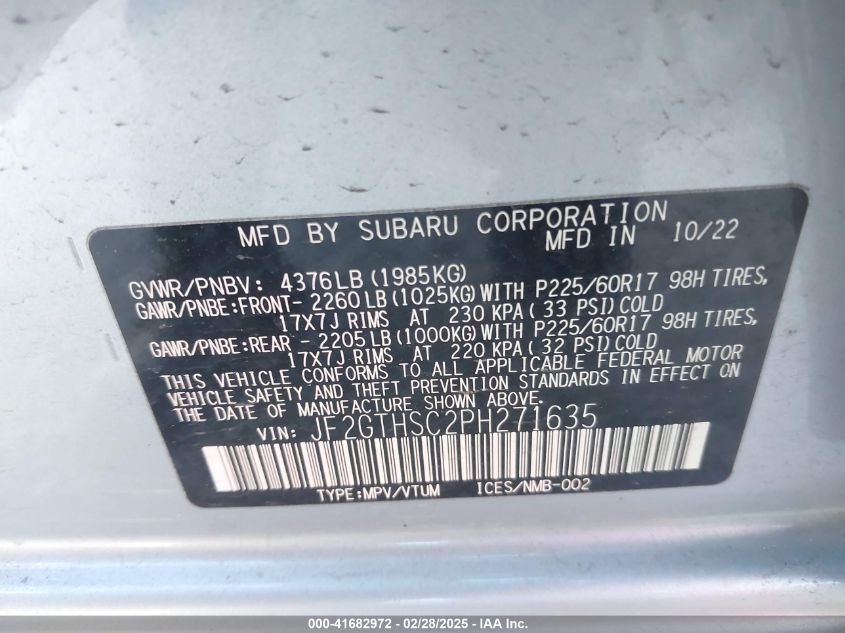 MFD BY SUBARU CORPORATION
MFD IN 10/22
GVWR/PNBV: 4376LB (1985KG)
GAWR/PNBE:FRONT- 2260LB (1025KG)WITH P225/60R17 98H TIRES,
17X7J RIMS AT 230 KPA( 33 PSI)COLD
GAWR/PNBE:REAR - 2205LB (1000KG)WITH P225/60R17 98H TIRES,
17X7J RIMS AT 220 KPA( 32 PSI)COLD
THIS VEHICLE CONFORMS TO ALL APPLICABLE FEDERAL MOTOR
VEHICLE SAFETY AND THEFT PREVENTION STANDARDS IN EFFECT ON
THE DATE OF MANUFACTURE SHOWN ABOVE.
VIN: JF2GTHSC2PH271635
TYPE:MPV/VTUM ICES/NMB-002
000-41682972 - 02/28/2025 - IAA Inc.